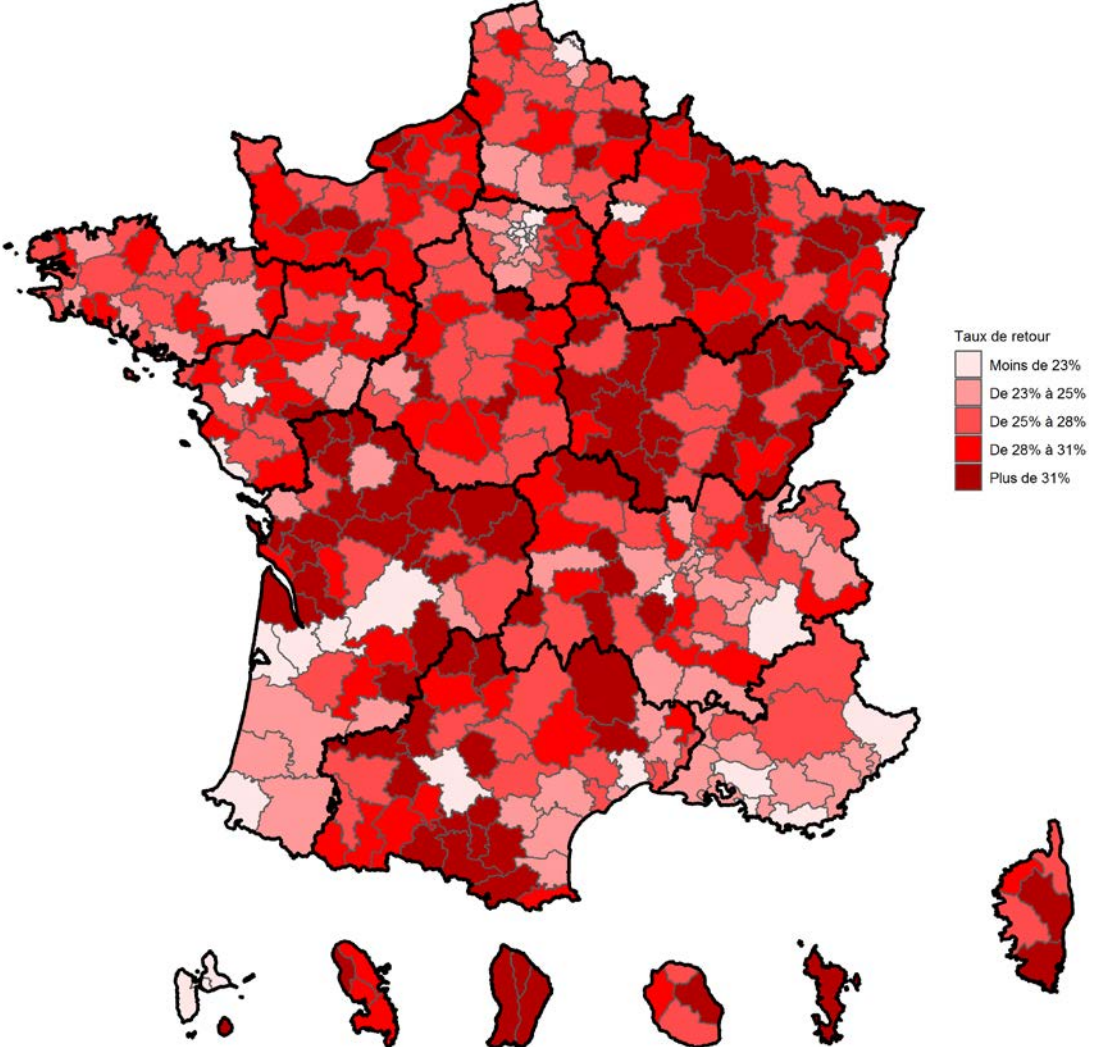 Taux de retour
Moins de 23%
De 23% à 25%
De 25% à 28%
De 28% à 31%
Plus de 31%